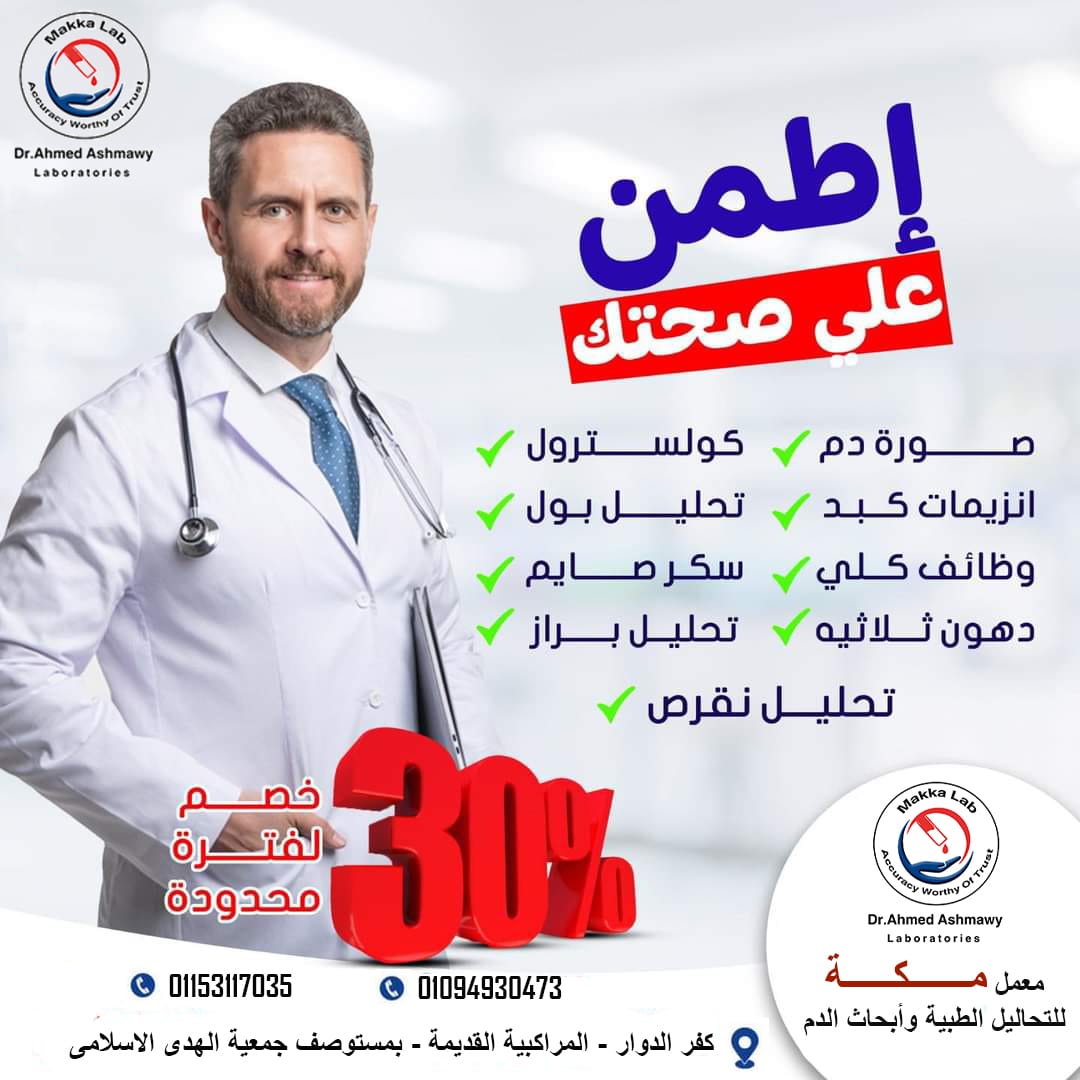 Makka Lab
Accuracy Worthy Of Trust
Dr.Ahmed Ashmawy
Laboratories
إطمن
علي صحتك
صورة دم
كولسترول
انزيمات كبد
تحليل بول
وظائف كلي
سكر صايم
دهون ثلاثيه
تحليل براز
تحليل نقرص
30%
خصم
لفترة
محدودة
Makka Lab
Accuracy Worthy Of Trust
Dr.Ahmed Ashmawy
Laboratories
معمل مكة
للتحاليل الطبية وأبحاث الدم
01153117035
01094930473
كفر الدوار - المراكبية القديمة - بمستوصف جمعية الهدى الاسلامى